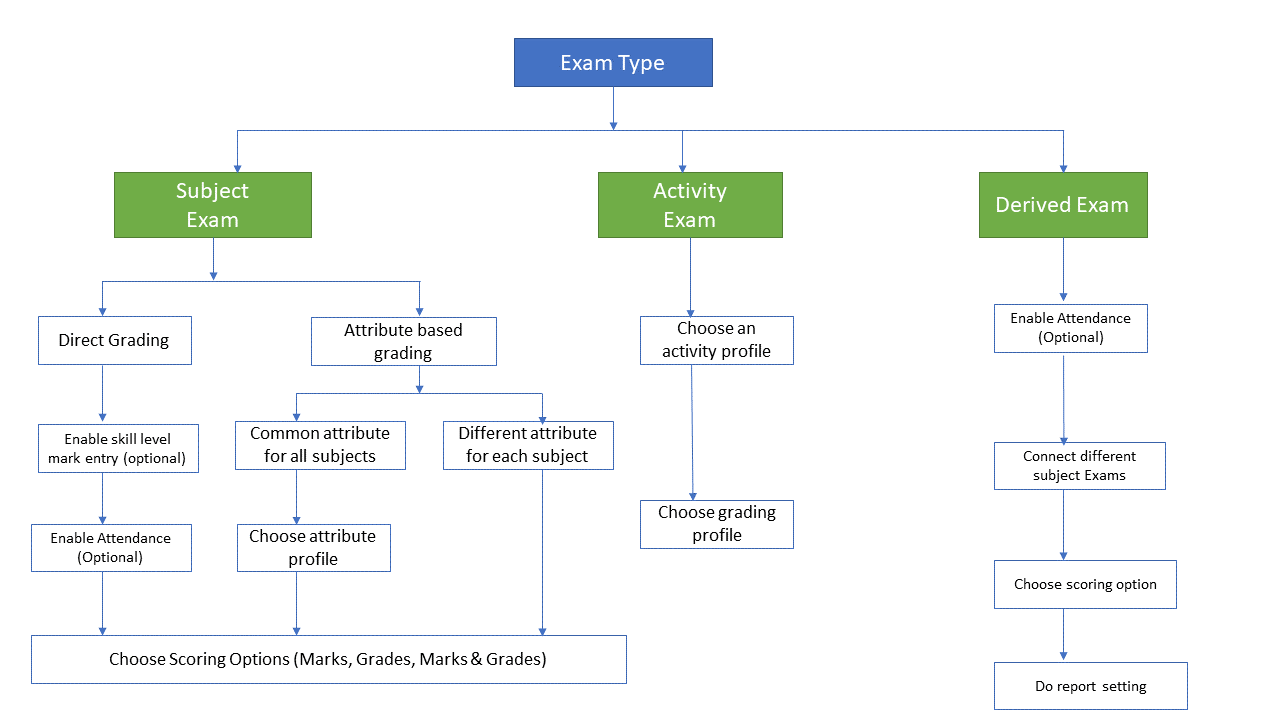 Exam Type
Subject
Exam
Activity
Exam
Derived Exam
Direct Grading
Attribute based
grading
Choose an
activity profile
Enable Attendance
(Optional)
Enable skill level
mark entry (optional)
Common attribute
for all subjects
Different attribute
for each subject
Connect different
subject Exams
Enable Attendance
(Optional)
Choose attribute
profile
Choose grading
profile
Choose scoring option
Choose Scoring Options (Marks, Grades, Marks & Grades)
Do report setting